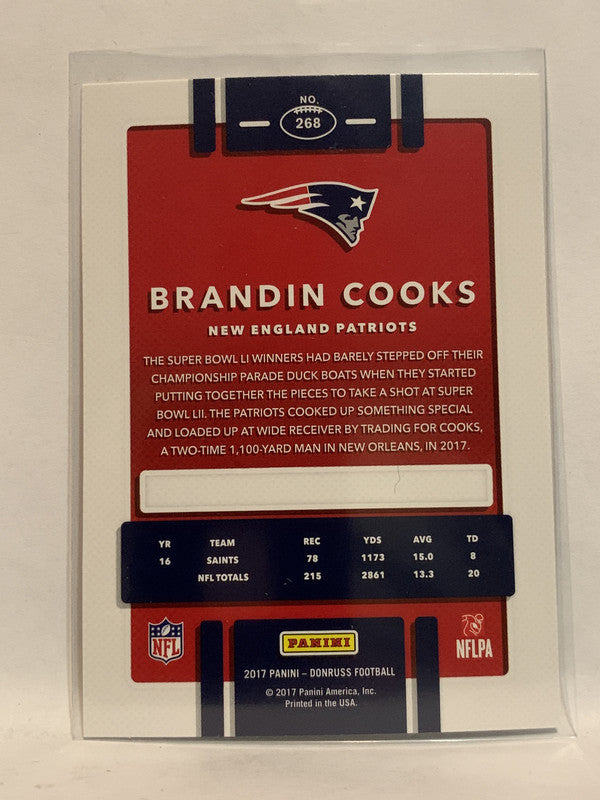 NO.
268
BRANDIN COOKS
NEW ENGLAND PATRIOTS
THE SUPER BOWL LI WINNERS HAD BARELY STEPPED OFF THEIR
CHAMPIONSHIP PARADE DUCK BOATS WHEN THEY STARTED
PUTTING TOGETHER THE PIECES TO TAKE A SHOT AT SUPER
BOWL LII. THE PATRIOTS COOKED UP SOMETHING SPECIAL
AND LOADED UP AT WIDE RECEIVER BY TRADING FOR COOKS,
A TWO-TIME 1,100-YARD MAN IN NEW ORLEANS, IN 2017.
YR TEAM REC YDS AVG TD
16 SAINTS 78 1173 15.0 8
NFL TOTALS 215 2861 13.3 20
NFL
PANINI
NFLPA
2017 PANINI – DONRUSS FOOTBALL
© 2017 Panini America, Inc.
Printed in the USA.